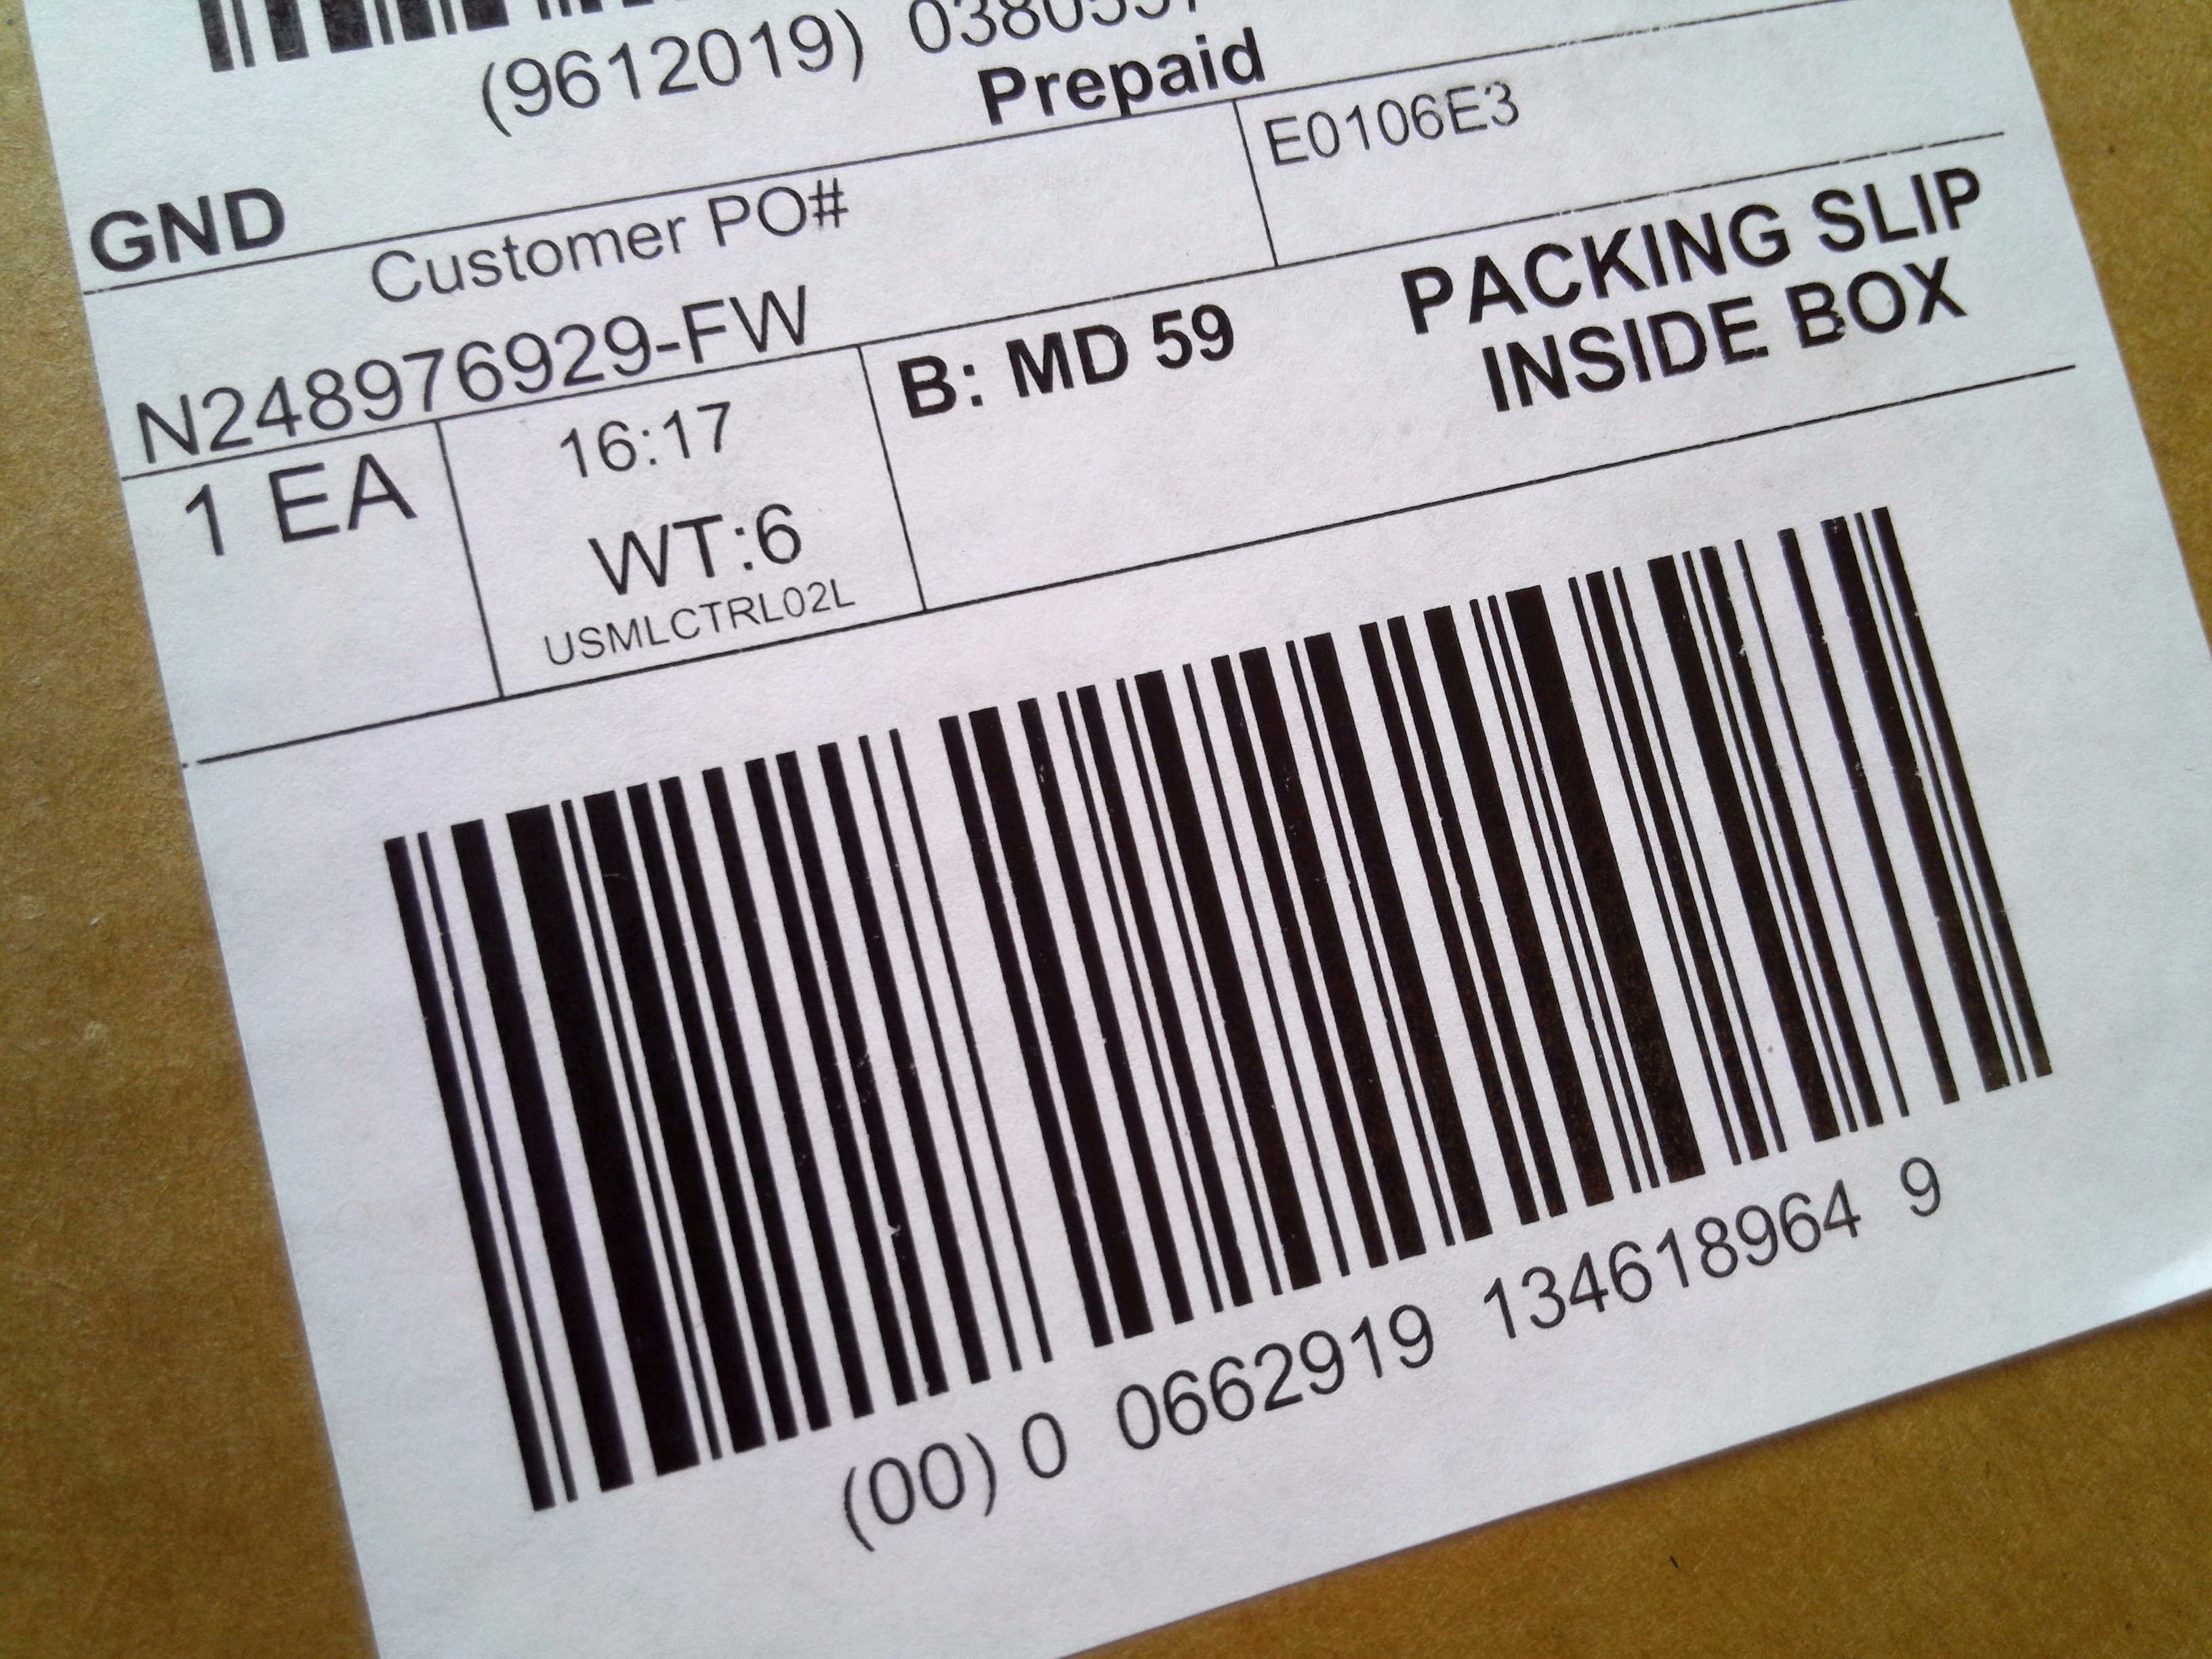 (9612019) 0380557
Prepaid
GND
E0106E3
Customer PO#
N248976929-FW
PACKING SLIP
INSIDE BOX
B: MD 59
1 EA
16:17
WT:6
USMLCTRL02L
(00) 0 0662919 134618964 9